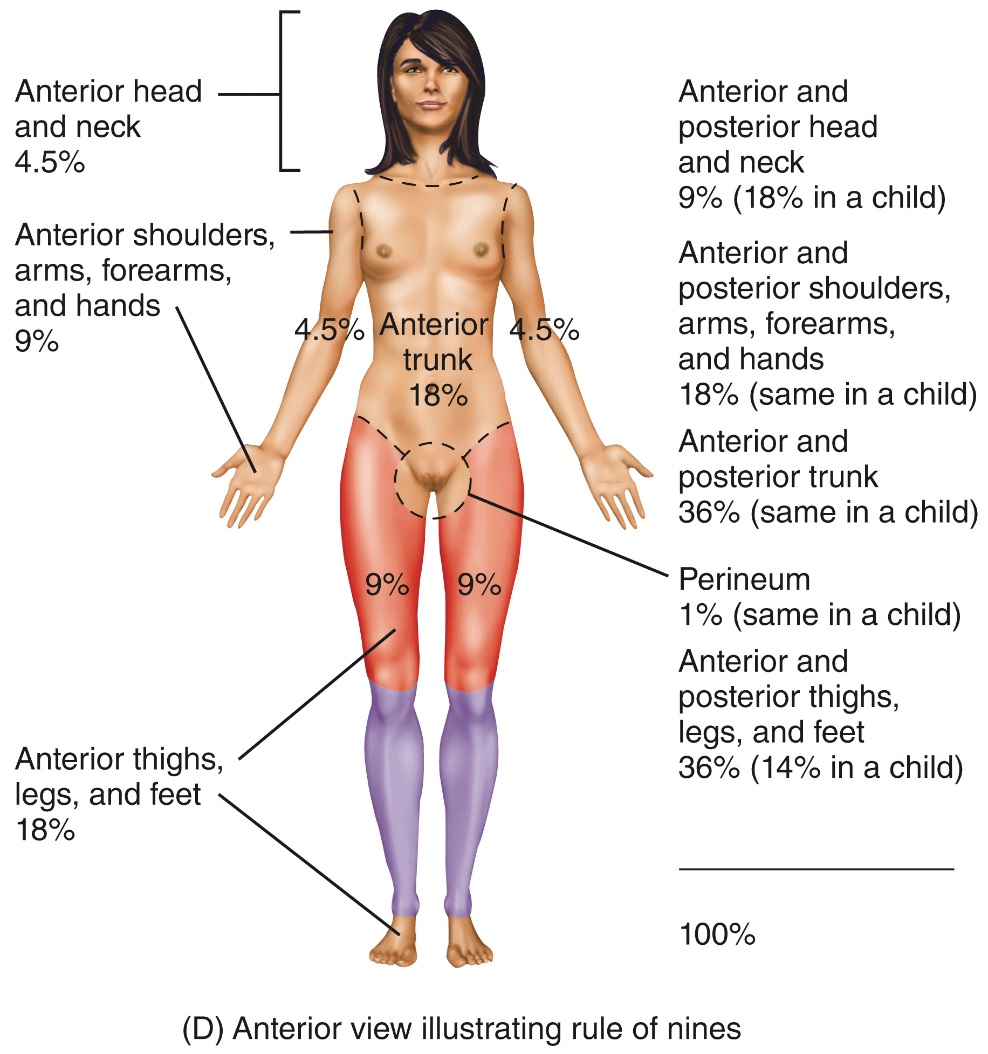 Anterior head
and neck
4.5%
Anterior shoulders,
arms, forearms,
and hands
9%
4.5%
Anterior
trunk
18%
4.5%
9%
9%
Anterior thighs,
legs, and feet
18%
Anterior and
posterior head
and neck
9% (18% in a child)
Anterior and
posterior shoulders,
arms, forearms,
and hands
18% (same in a child)
Anterior and
posterior trunk
36% (same in a child)
Perineum
1% (same in a child)
Anterior and
posterior thighs,
legs, and feet
36% (14% in a child)
100%
(D) Anterior view illustrating rule of nines